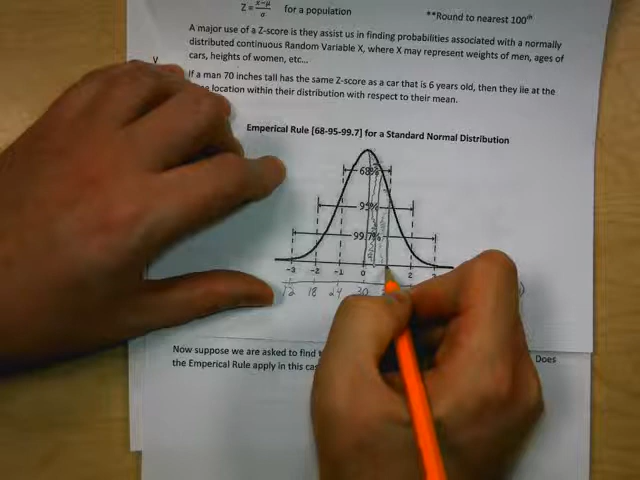 Z = x−μ/σ for a population **Round to nearest 100th
A major use of a Z-score is they assist us in finding probabilities associated with a normally
distributed continuous Random Variable X, where X may represent weights of men, ages of
cars, heights of women, etc...
If a man 70 inches tall has the same Z-score as a car that is 6 years old, then they lie at the
location within their distribution with respect to their mean.
Emperical Rule [68-95-99.7] for a Standard Normal Distribution
68%
95%
99.7%
-3 -2 -1 0 2
12 18 24 30
Now suppose we are asked to find Does
the Emperical Rule apply in this